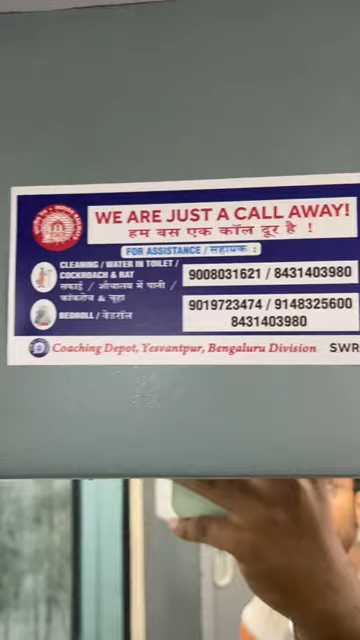 WE ARE JUST A CALL AWAY!
हम बस एक कॉल दूर है !
FOR ASSISTANCE / सहायक :
CLEANING / WATER IN TOILET /
COCKROACH & RAT
सफाई / शौचालय में पानी /
कॉकरोच & चूहा
9008031621 / 8431403980
BEDROLL / बेडरॉल
9019723474 / 9148325600
8431403980
Coaching Depot, Yesvantpur, Bengaluru Division SWR